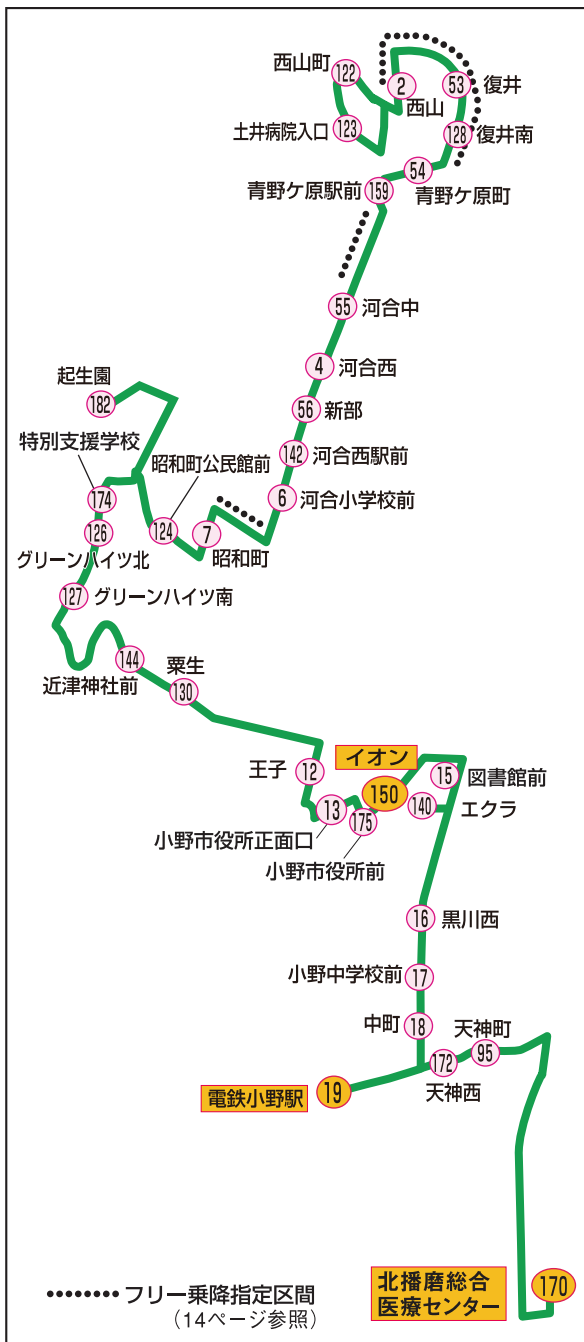 西山町
122
2
西山
53
復井
土井病院入口
123
128
復井南
54
青野ケ原町
青野ケ原駅前
159
55
河合中
4
河合西
56
新部
142
河合西駅前
6
河合小学校前
起生園
182
特別支援学校
174
昭和町公民館前
124
7
昭和町
126
グリーンハイツ北
127
グリーンハイツ南
144
近津神社前
粟生
130
王子
12
イオン
150
15
図書館前
13
小野市役所正面口
175
小野市役所前
140
エクラ
16
黒川西
小野中学校前
17
中町
18
天神町
95
172
天神西
電鉄小野駅
19
北播磨総合
医療センター
170
フリー乗降指定区間
(14ページ参照)